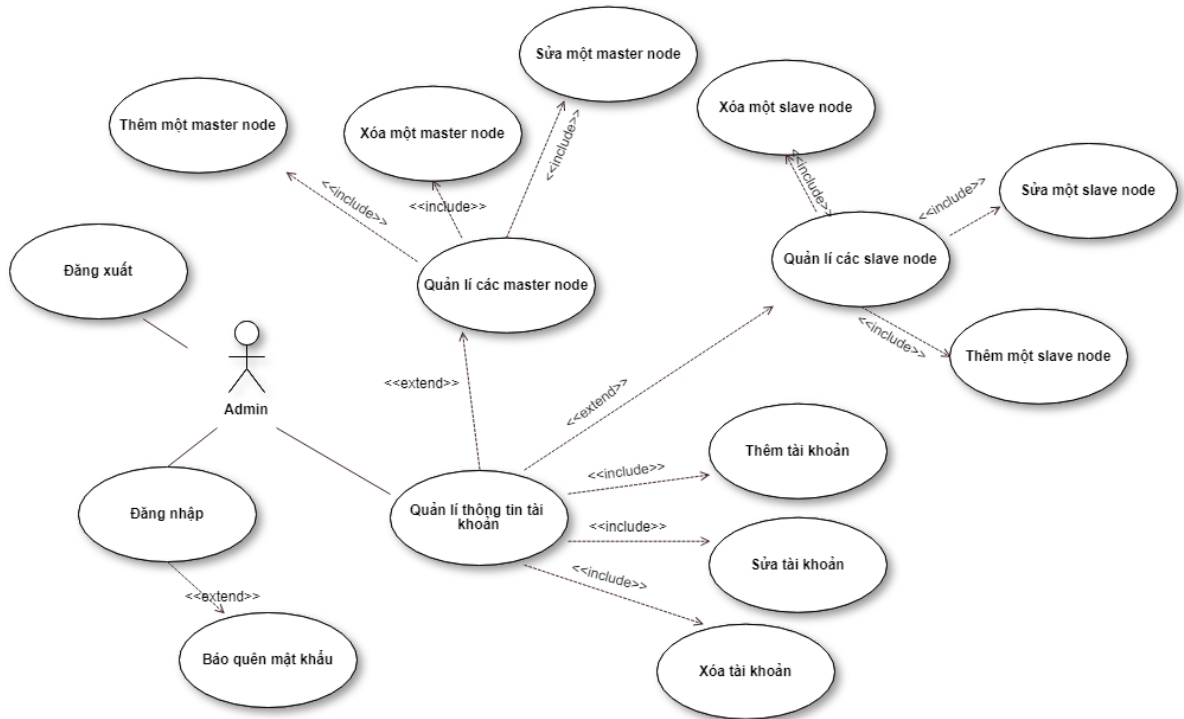 Sửa một master node
Thêm một master node
Xóa một master node
Xóa một slave node
<<include>>
<<include>>
<<include>>
<<include>>
<<include>>
Sửa một slave node
Đăng xuất
Quản lí các master node
Quản lí các slave node
<<include>>
Thêm một slave node
<<extend>>
<<extend>>
Admin
Thêm tài khoản
<<include>>
Đăng nhập
Quản lí thông tin tài
khoản
<<include>>
Sửa tài khoản
<<include>>
<<extend>>
Báo quên mật khẩu
Xóa tài khoản